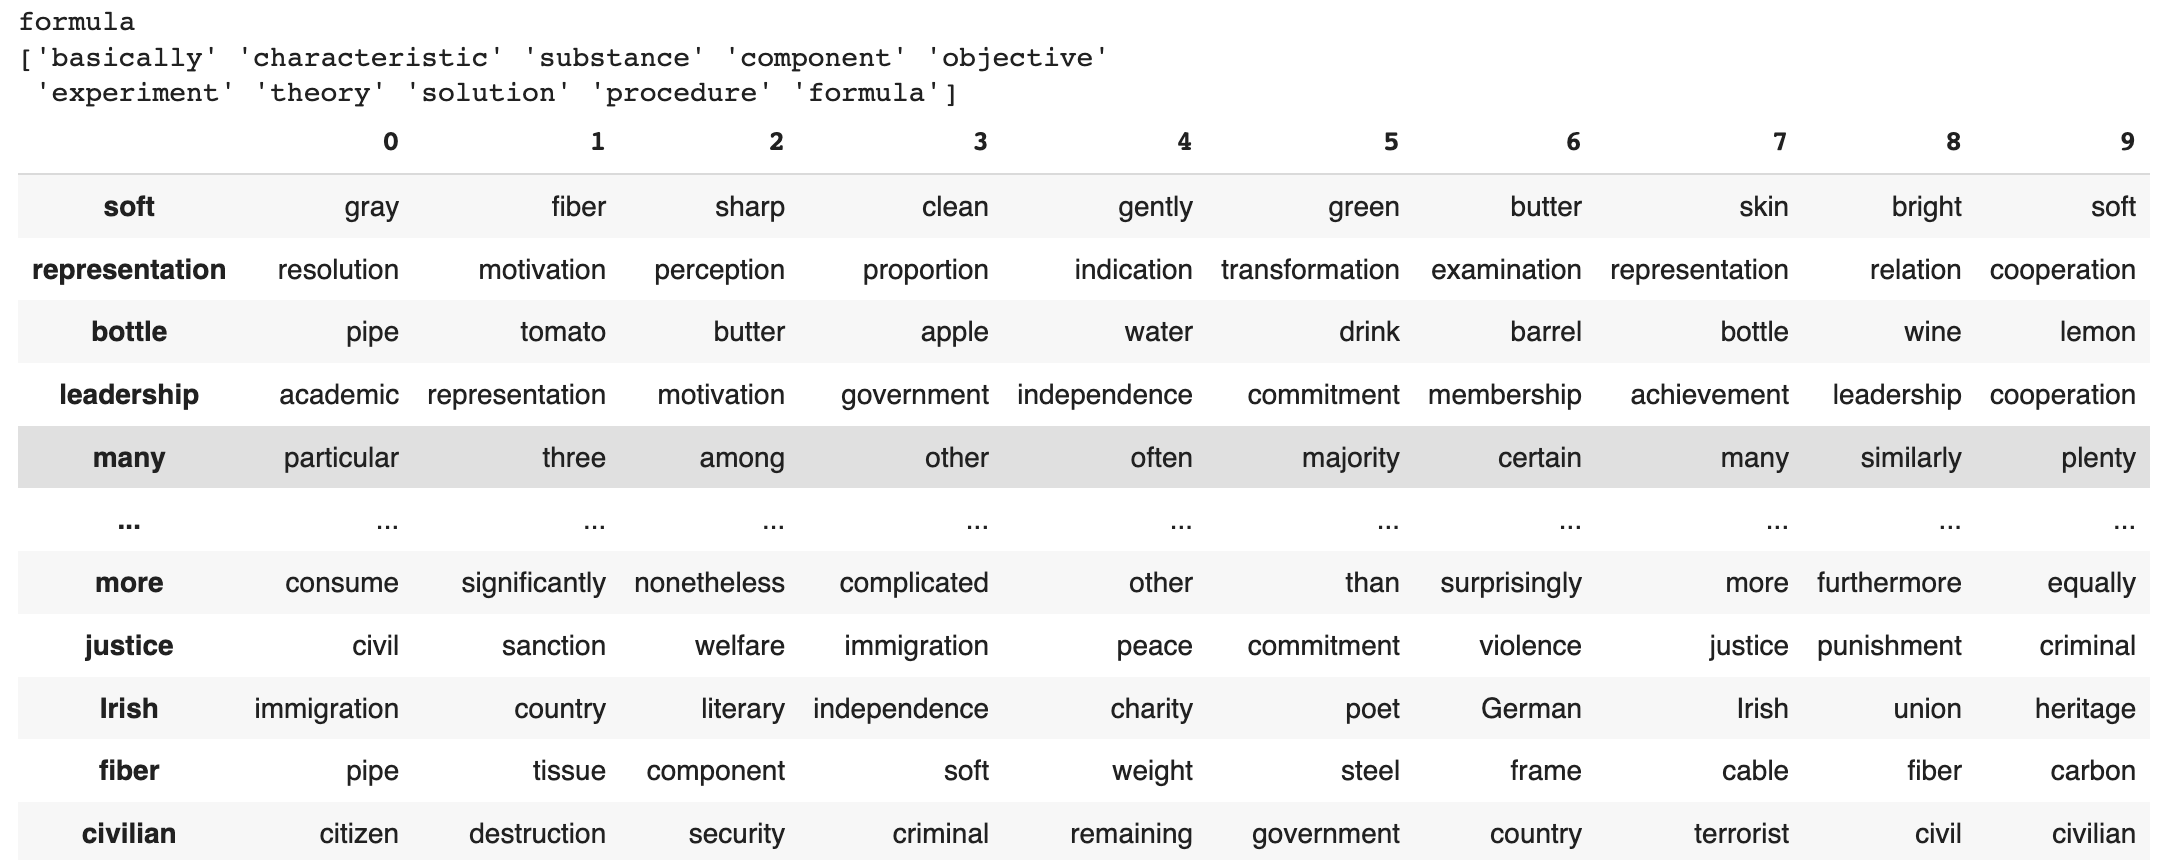 formula
['basically' 'characteristic' 'substance' 'component' 'objective'
'experiment' 'theory' 'solution' 'procedure' 'formula']
0 1 2 3 4 5 6 7 8 9
soft gray fiber sharp clean gently green butter skin bright soft
representation resolution motivation perception proportion indication transformation examination representation relation cooperation
bottle pipe tomato butter apple water drink barrel bottle wine lemon
leadership academic representation motivation government independence commitment membership achievement leadership cooperation
many particular three among other often majority certain many similarly plenty
... ... ... ... ... ... ... ... ... ... ...
more consume significantly nonetheless complicated other than surprisingly more furthermore equally
justice civil sanction welfare immigration peace commitment violence justice punishment criminal
Irish immigration country literary independence charity poet German Irish union heritage
fiber pipe tissue component soft weight steel frame cable fiber carbon
civilian citizen destruction security criminal remaining government country terrorist civil civilian